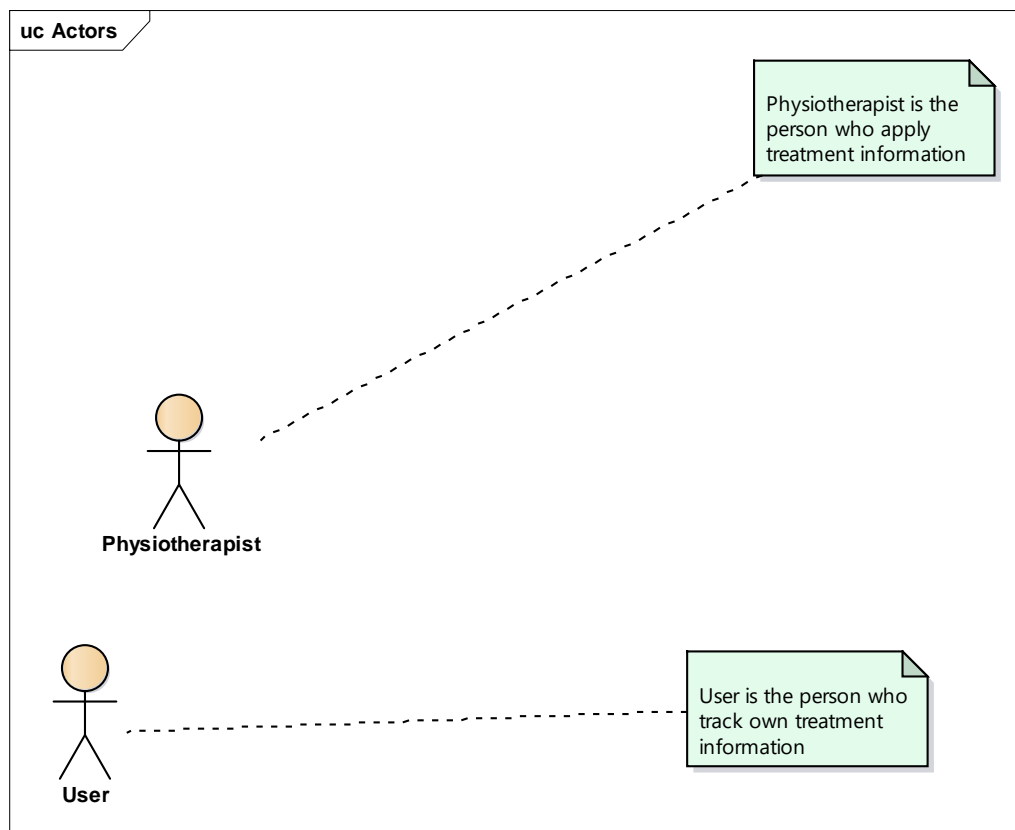 uc Actors
Physiotherapist is the
person who apply
treatment information
Physiotherapist
User is the person who
track own treatment
information
User